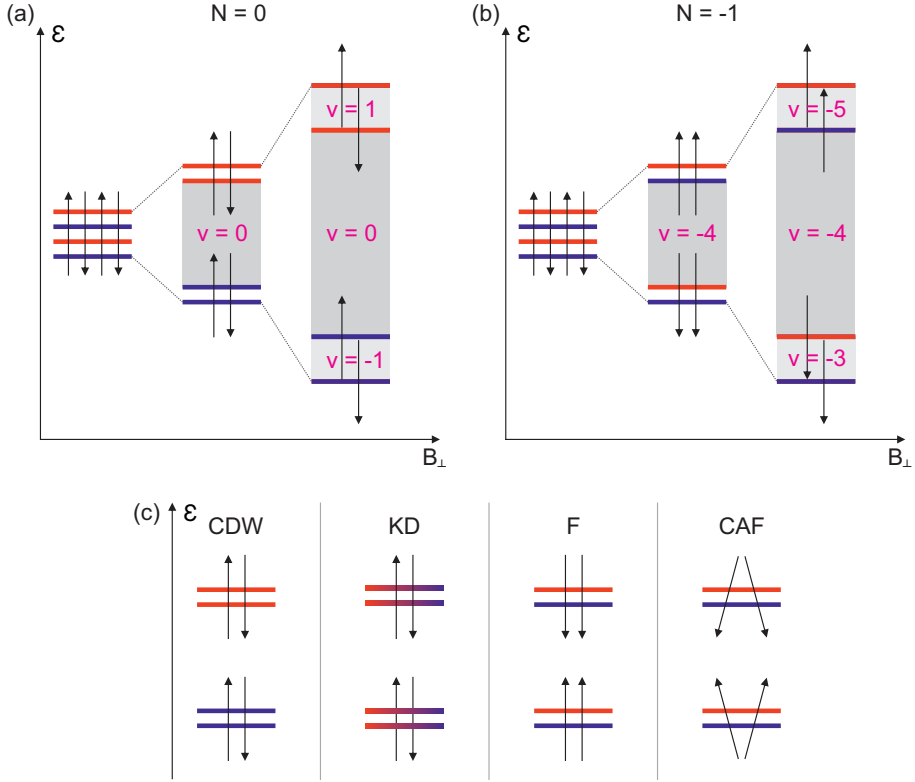 (a) N = 0
ε
v = 1
v = 0 v = 0
v = -1
B⊥
(b) N = -1
ε
v = -5
v = -4 v = -4
v = -3
B⊥
(c) ε CDW KD F CAF